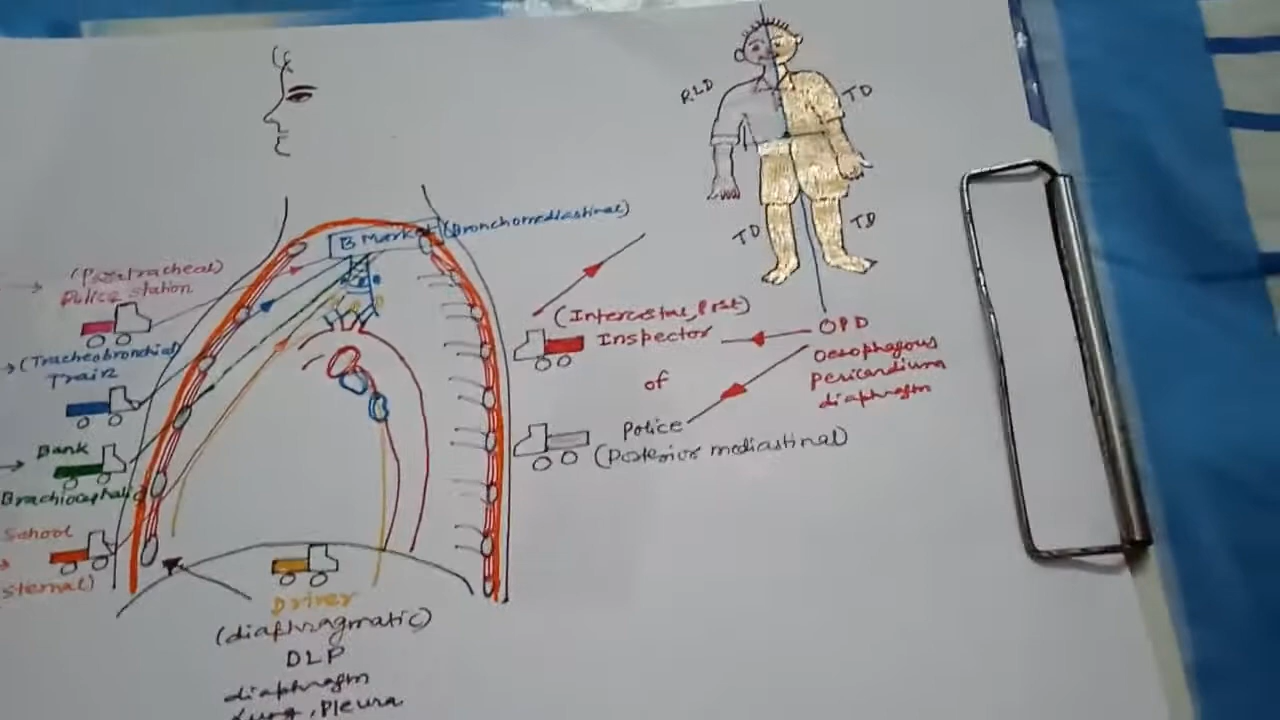 RLD
TD
TD
TD
B Market (Bronchomediastinal)
(Paratracheal)
Police station
(Tracheobronchial)
Train
Bank
Brachiocephalic
School
sternal)
(Intercostal, Post)
Inspector
of
Police
(Posterior mediastinal)
OPD
Oesophagous
Pericardium
diaphragm
Driver
(diaphragmatic)
DLP
diaphragm
Lung, Pleura